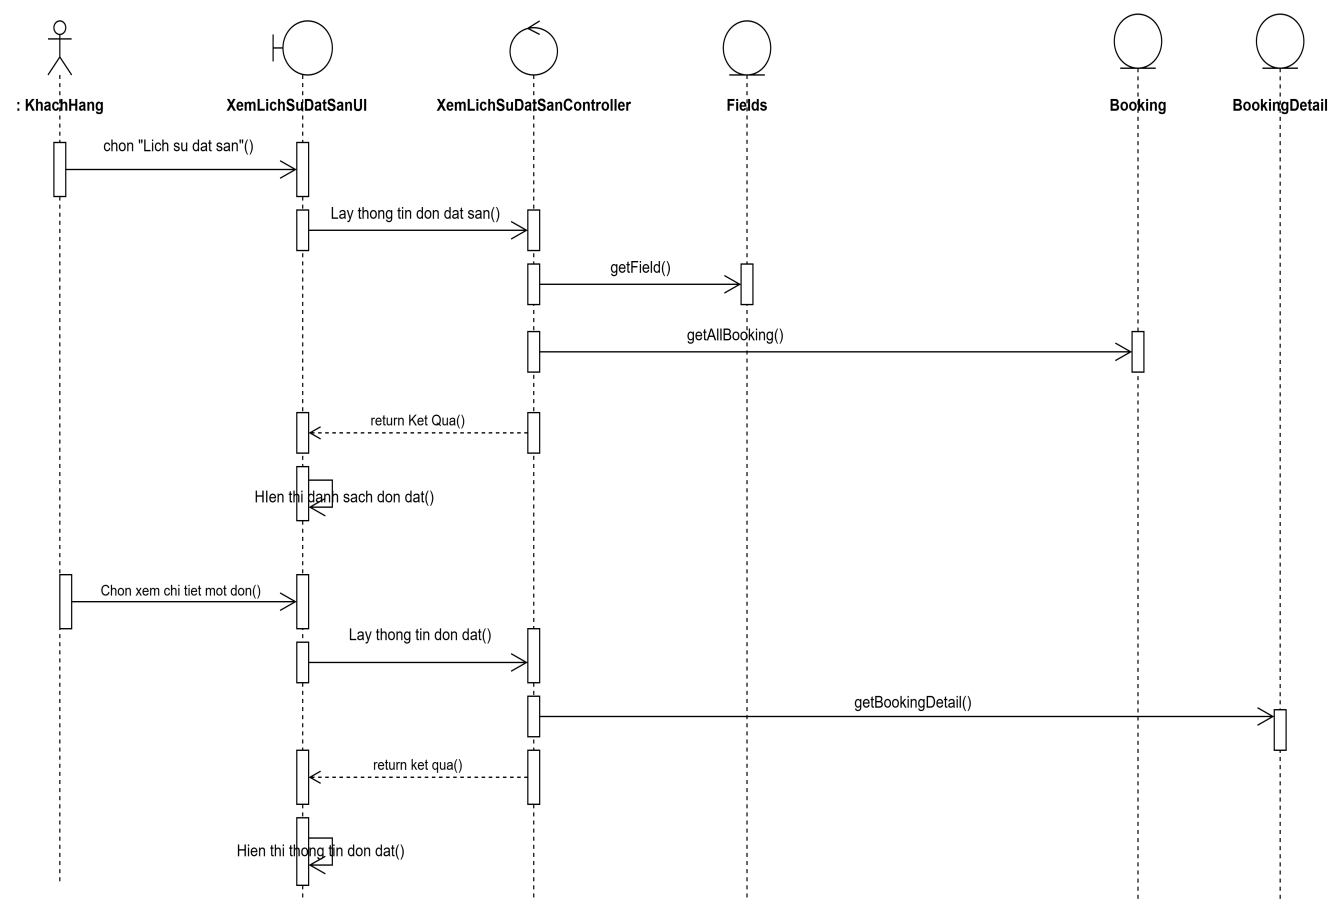 : KhachHang
XemLichSuDatSanUI
XemLichSuDatSanController
Fields
Booking
BookingDetail
chon "Lich su dat san"()
Lay thong tin don dat san()
getField()
getAllBooking()
return Ket Qua()
HIen thi danh sach don dat()
Chon xem chi tiet mot don()
Lay thong tin don dat()
getBookingDetail()
return ket qua()
Hien thi thong tin don dat()